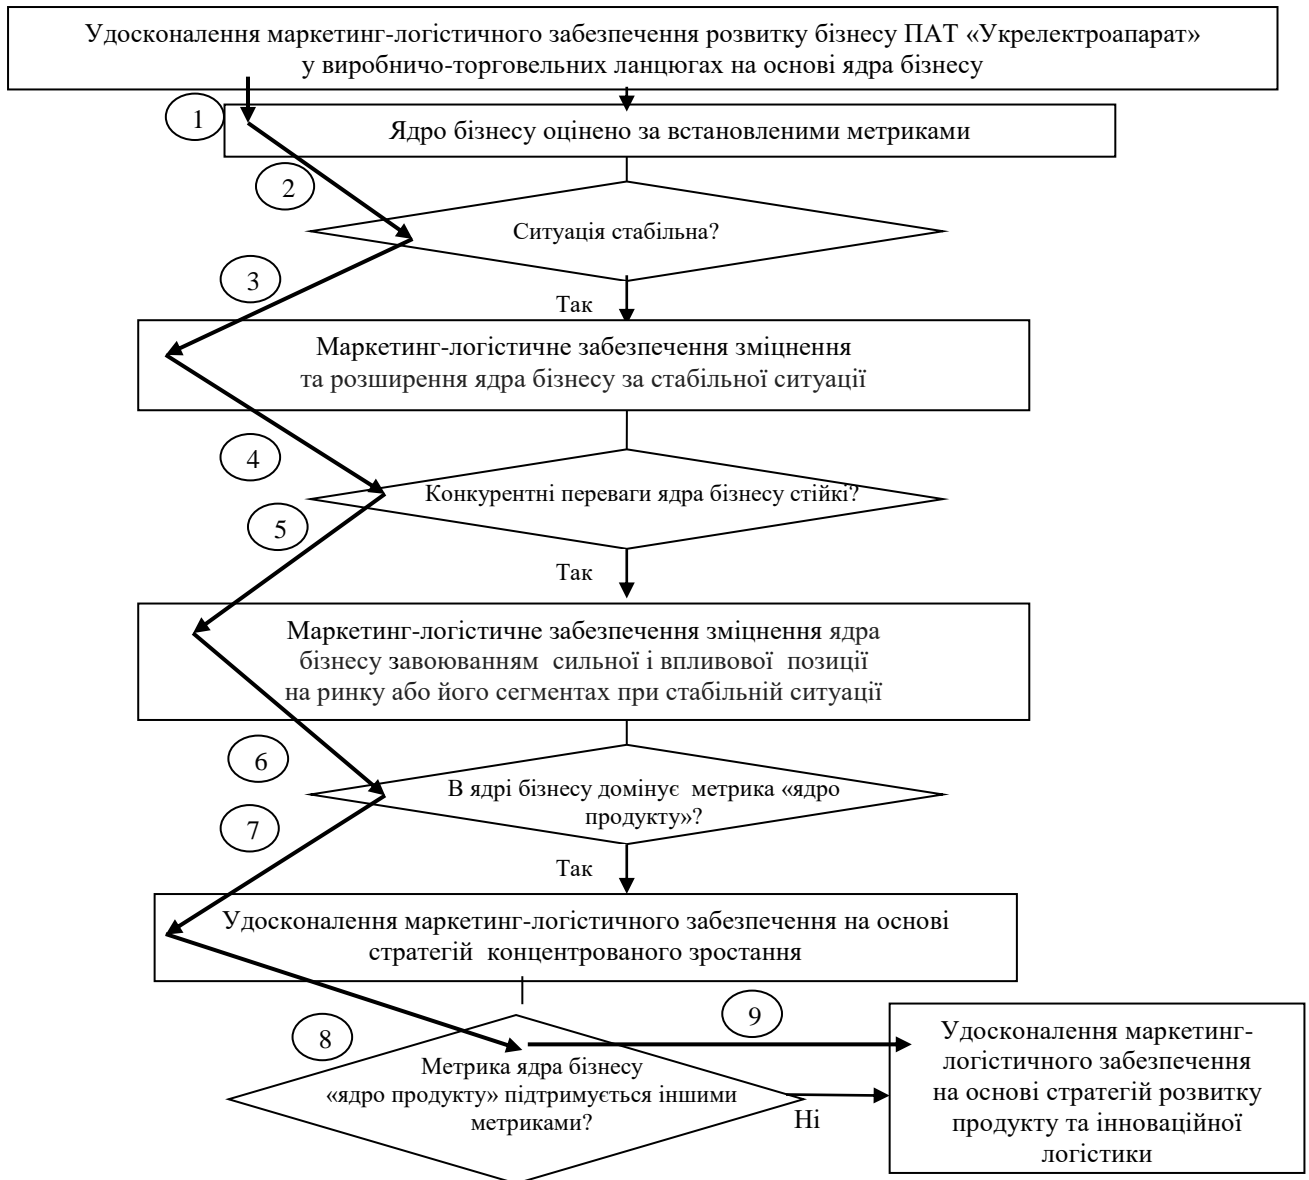 Удосконалення маркетинг-логістичного забезпечення розвитку бізнесу ПАТ «Укрелектроапарат»
у виробничо-торговельних ланцюгах на основі ядра бізнесу
1
Ядро бізнесу оцінено за встановленими метриками
2
Ситуація стабільна?
3
Так
Маркетинг-логістичне забезпечення зміцнення
та розширення ядра бізнесу за стабільної ситуації
4
Конкурентні переваги ядра бізнесу стійкі?
5
Так
Маркетинг-логістичне забезпечення зміцнення ядра
бізнесу завоюванням сильної і впливової позиції
на ринку або його сегментах при стабільній ситуації
6
В ядрі бізнесу домінує метрика «ядро
продукту»?
7
Так
Удосконалення маркетинг-логістичного забезпечення на основі
стратегій концентрованого зростання
8
9
Метрика ядра бізнесу
«ядро продукту» підтримується іншими
метриками?
Ні
Удосконалення маркетинг-
логістичного забезпечення
на основі стратегій розвитку
продукту та інноваційної
логістики